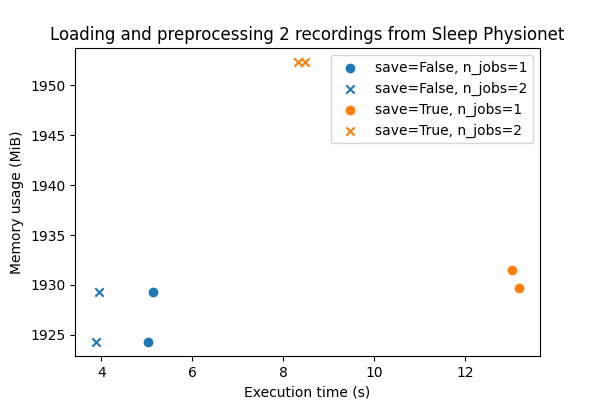 Loading and preprocessing 2 recordings from Sleep Physionet
save=False, n_jobs=1
save=False, n_jobs=2
save=True, n_jobs=1
save=True, n_jobs=2
Memory usage (MiB)
1950
1945
1940
1935
1930
1925
4 6 8 10 12
Execution time (s)